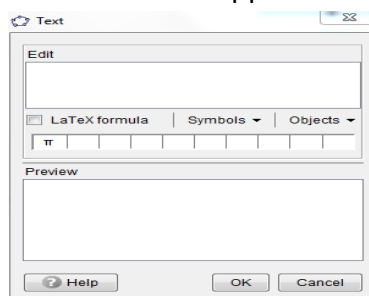 Text
Edit
LaTeX formula Symbols Objects
π
Preview
Help OK Cancel